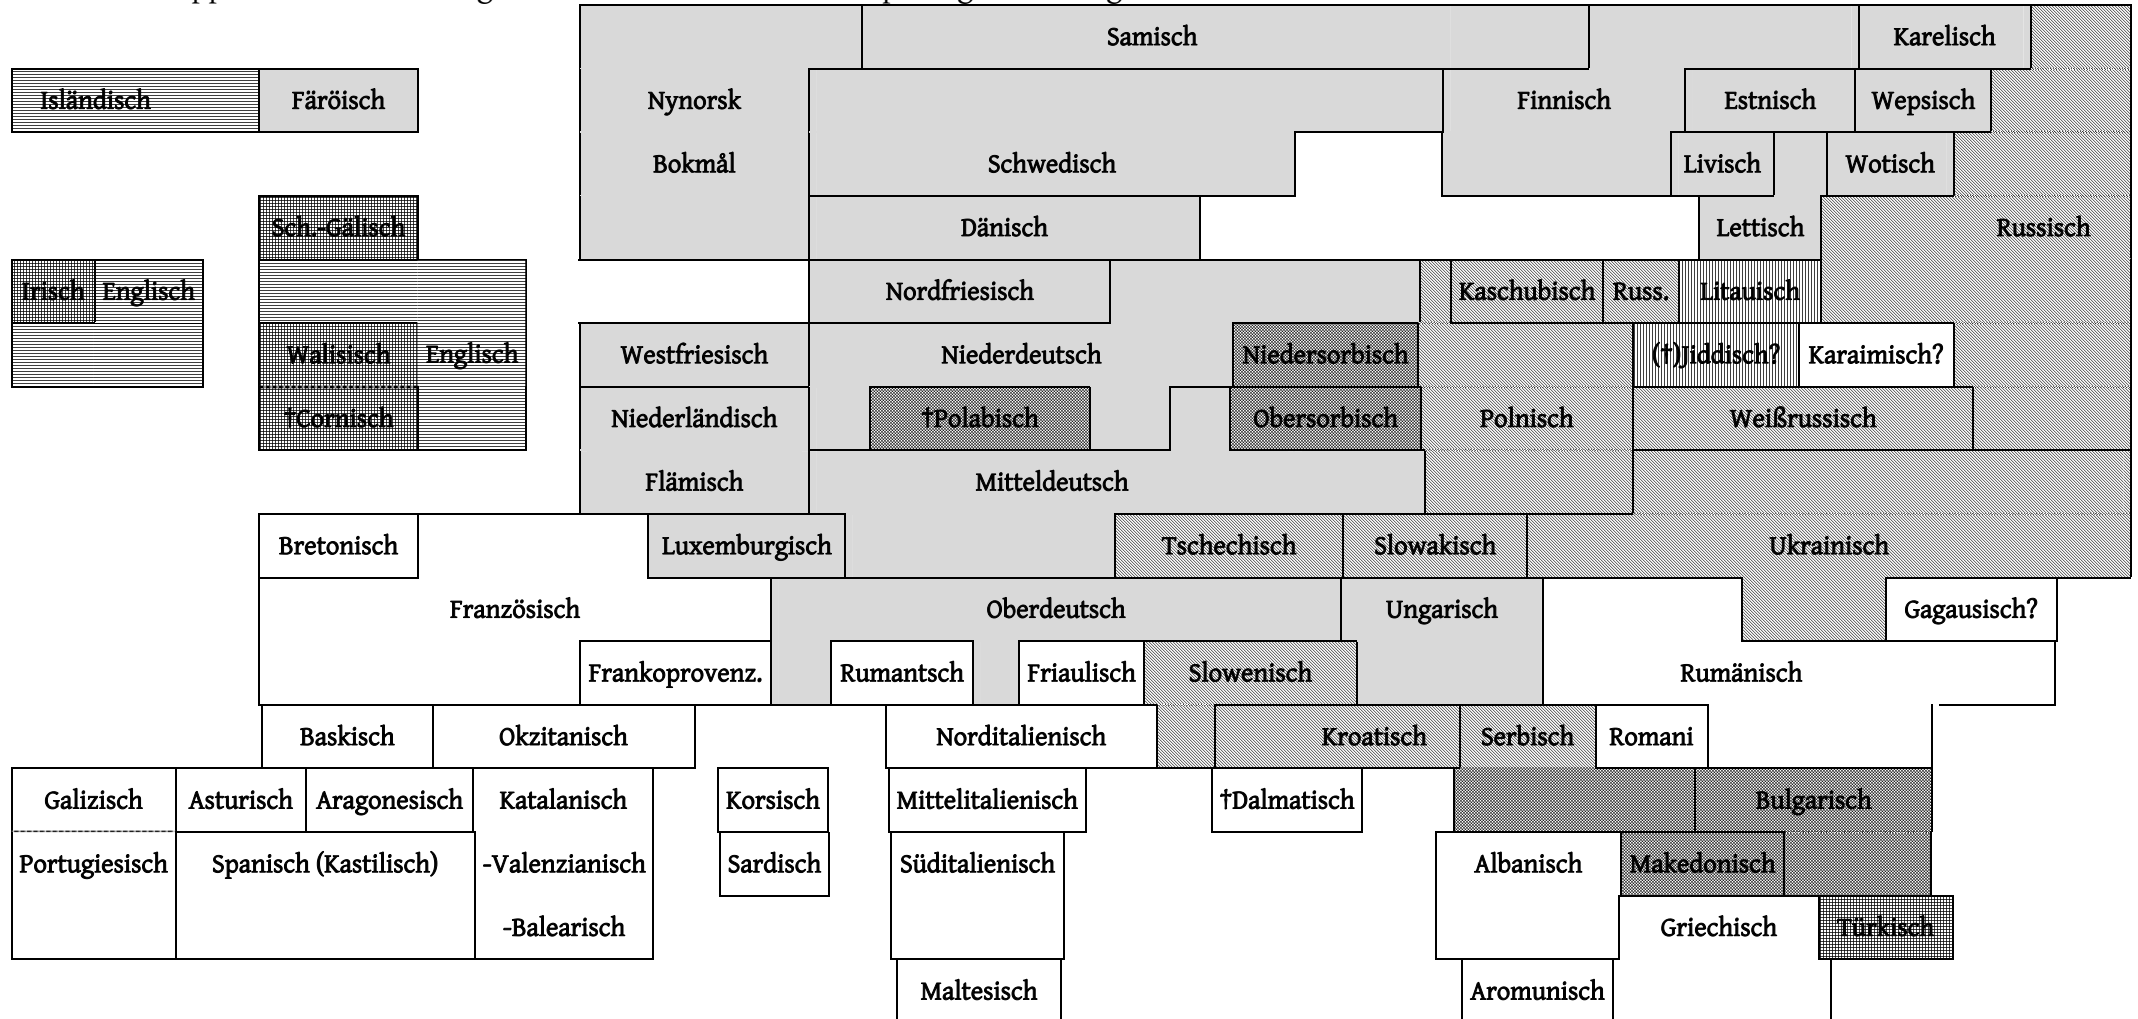 Samisch Karelisch
Isländisch Färöisch Nynorsk Finnisch Estnisch Wepsisch
Bokmål Schwedisch Livisch Wotisch
Sch.-Gälisch Dänisch Lettisch Russisch
Irisch Englisch Nordfriesisch Kaschubisch Russ. Litauisch
Walisisch Englisch Westfriesisch Niederdeutsch Niedersorbisch (†)Jiddisch? Karaimisch?
†Cornisch Niederländisch †Polabisch Obersorbisch Polnisch Weißrussisch
Flämisch Mitteldeutsch
Bretonisch Luxemburgisch Tschechisch Slowakisch Ukrainisch
Französisch Oberdeutsch Ungarisch Gagausisch?
Frankoprovenz. Rumantsch Friaulisch Slowenisch Rumänisch
Baskisch Okzitanisch Norditalienisch Kroatisch Serbisch Romani
Galizisch Asturisch Aragonesisch Katalanisch Korsisch Mittelitalienisch †Dalmatisch Bulgarisch
Portugiesisch Spanisch (Kastilisch) -Valenzianisch Sardisch Süditalienisch Albanisch Makedonisch
-Balearisch Griechisch Türkisch
Maltesisch Aromunisch